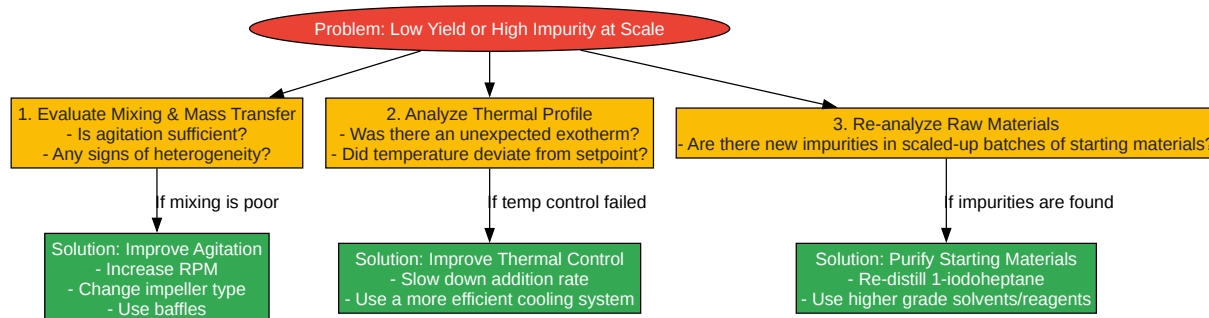 Problem: Low Yield or High Impurity at Scale
1. Evaluate Mixing & Mass Transfer
- Is agitation sufficient?
- Any signs of heterogeneity?
2. Analyze Thermal Profile
- Was there an unexpected exotherm?
- Did temperature deviate from setpoint?
3. Re-analyze Raw Materials
- Are there new impurities in scaled-up batches of starting materials?
If mixing is poor
If temp control failed
If impurities are found
Solution: Improve Agitation
- Increase RPM
- Change impeller type
- Use baffles
Solution: Improve Thermal Control
- Slow down addition rate
- Use a more efficient cooling system
Solution: Purify Starting Materials
- Re-distill 1-iodoheptane
- Use higher grade solvents/reagents